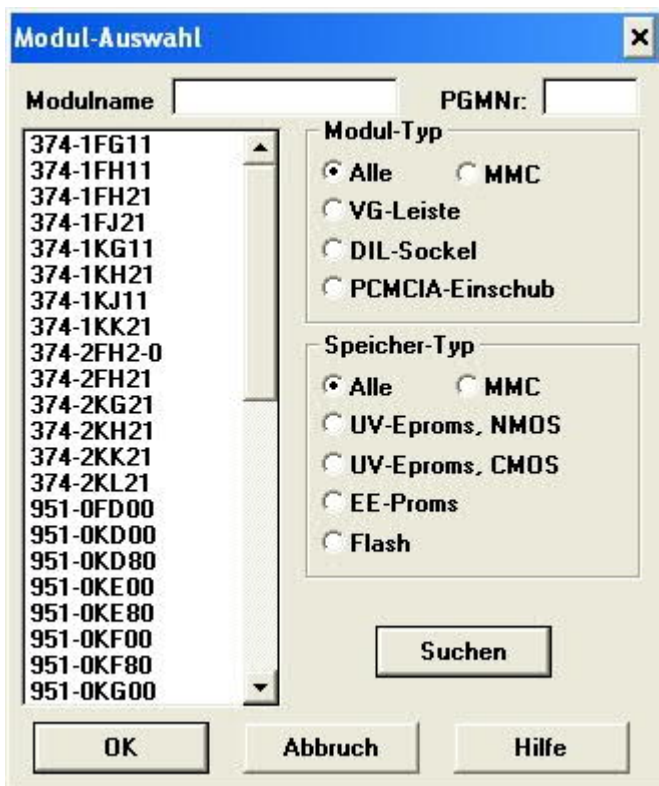 Modul-Auswahl
Modulname
PGMNr:
374-1FG11
374-1FH11
374-1FH21
374-1FJ21
374-1KG11
374-1KH21
374-1KJ11
374-1KK21
374-2FH2-0
374-2FH21
374-2KG21
374-2KH21
374-2KK21
374-2KL21
951-0FD00
951-0KD00
951-0KD80
951-0KE00
951-0KE80
951-0KF00
951-0KF80
951-0KG00
Modul-Typ
Alle MMC
VG-Leiste
DIL-Sockel
PCMCIA-Einschub
Speicher-Typ
Alle MMC
UV-Eproms, NMOS
UV-Eproms, CMOS
EE-Proms
Flash
Suchen
OK Abbruch Hilfe